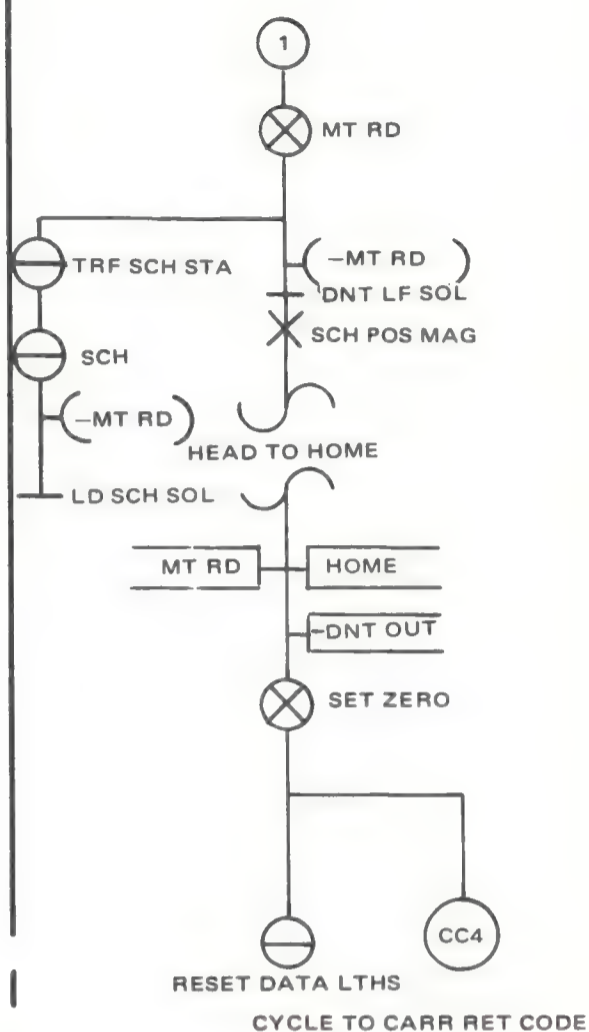 1
MT RD
TRF SCH STA
(–MT RD)
DNT LF SOL
SCH POS MAG
SCH
(–MT RD)
HEAD TO HOME
LD SCH SOL
MT RD
HOME
–DNT OUT
SET ZERO
CC4
RESET DATA LTHS
CYCLE TO CARR RET CODE